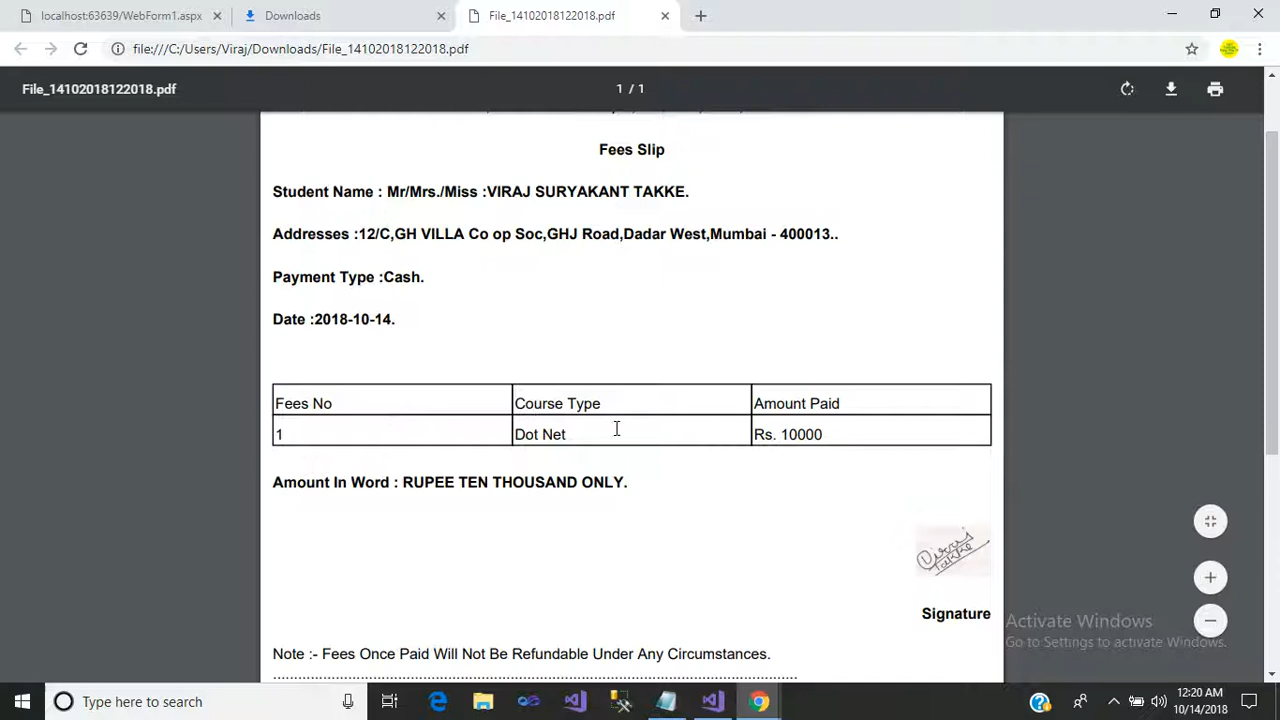 localhost:63639/WebForm1.aspx
Downloads
File_14102018122018.pdf
file:///C:/Users/Viraj/Downloads/File_14102018122018.pdf
File_14102018122018.pdf
1 / 1
Fees Slip
Student Name : Mr/Mrs./Miss :VIRAJ SURYAKANT TAKKE.
Addresses :12/C,GH VILLA Co op Soc,GHJ Road,Dadar West,Mumbai - 400013..
Payment Type :Cash.
Date :2018-10-14.
Fees No Course Type Amount Paid
1 Dot Net Rs. 10000
Amount In Word : RUPEE TEN THOUSAND ONLY.
Viraj
Takke
Signature
Activate Windows
Go to Settings to activate Windows.
Note :- Fees Once Paid Will Not Be Refundable Under Any Circumstances.
Type here to search
12:20 AM
10/14/2018